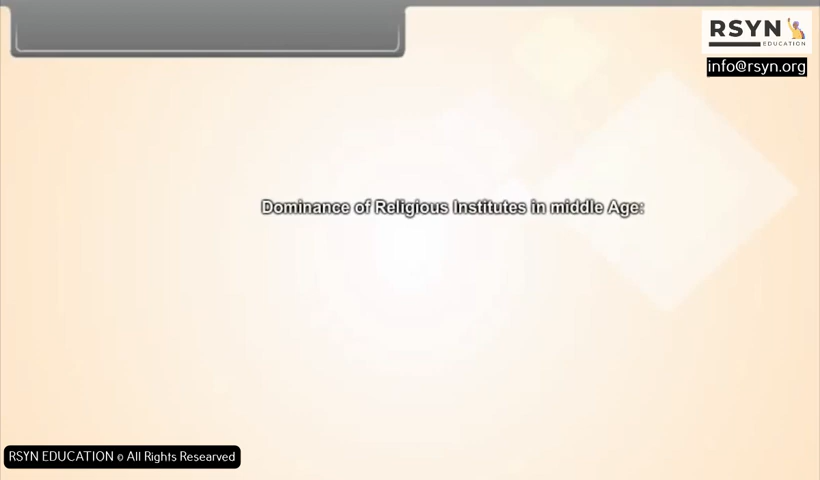 RSYN
EDUCATION
info@rsyn.org
Dominance of Religious Institutes in middle Age:
RSYN EDUCATION © All Rights Researved